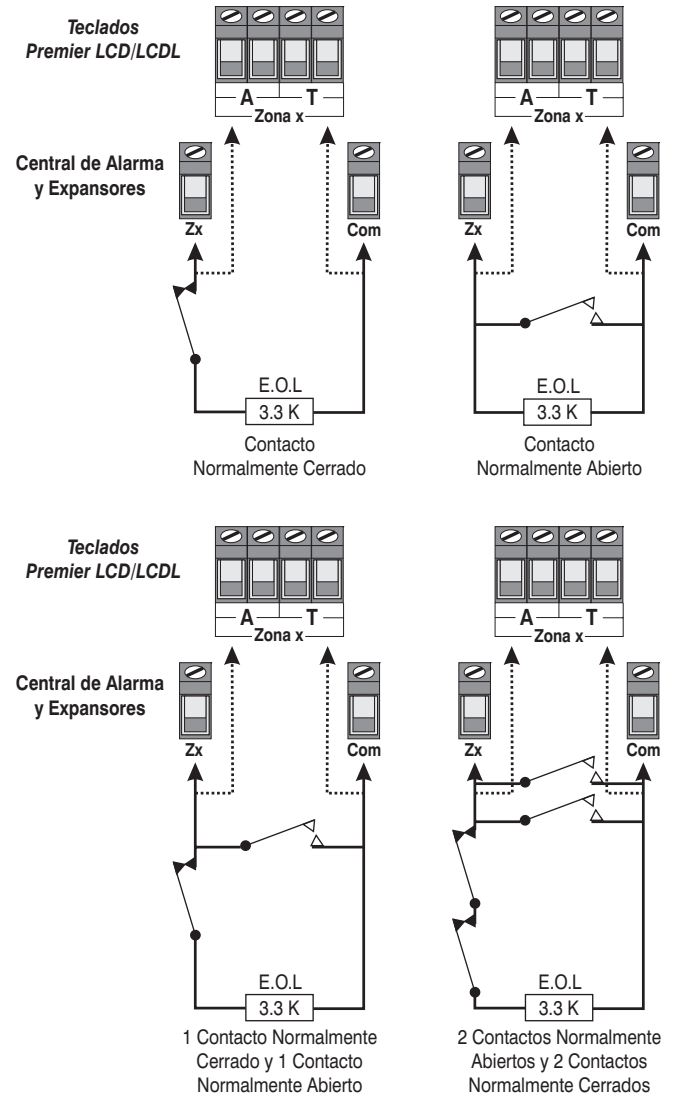 Teclados
Premier LCD/LCDL
A T
Zona x
A T
Zona x
Central de Alarma
y Expansores
Zx
Com
Zx
Com
E.O.L
3.3 K
Contacto
Normalmente Cerrado
E.O.L
3.3 K
Contacto
Normalmente Abierto
Teclados
Premier LCD/LCDL
A T
Zona x
A T
Zona x
Central de Alarma
y Expansores
Zx
Com
Zx
Com
E.O.L
3.3 K
1 Contacto Normalmente
Cerrado y 1 Contacto
Normalmente Abierto
E.O.L
3.3 K
2 Contactos Normalmente
Abiertos y 2 Contactos
Normalmente Cerrados